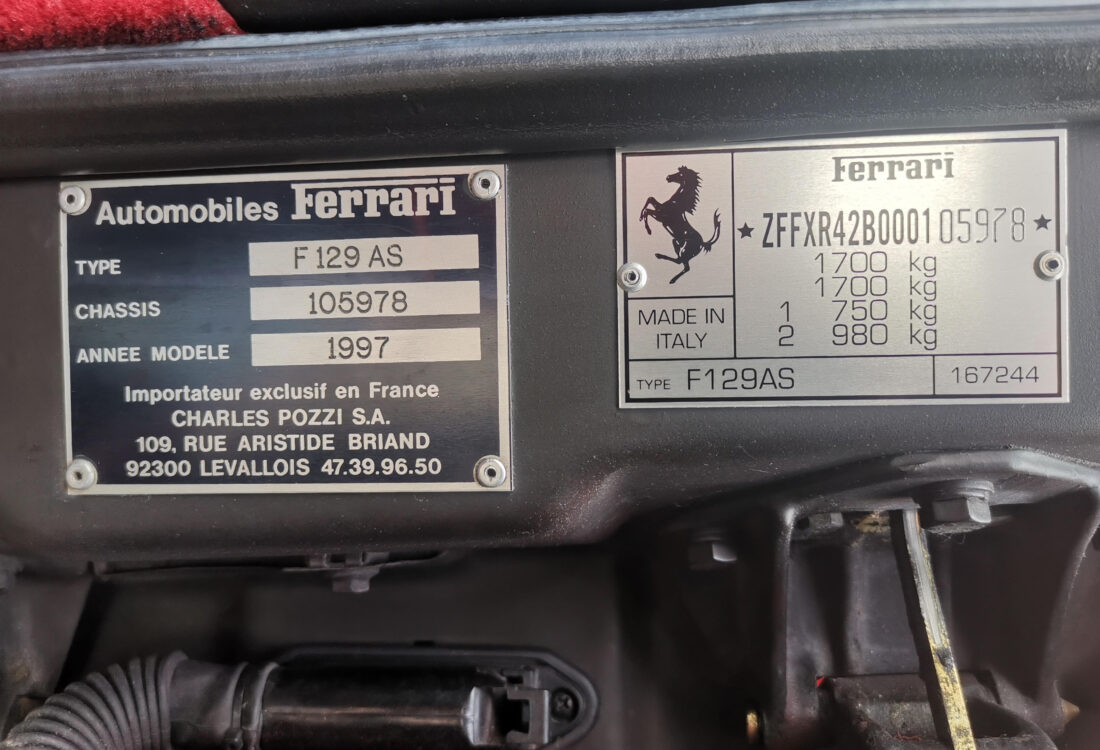 Automobiles Ferrari
TYPE F 129 AS
CHASSIS 105978
ANNEE MODELE 1997
Importateur exclusif en France
CHARLES POZZI S.A.
109, RUE ARISTIDE BRIAND
92300 LEVALLOIS 47.39.96.50
Ferrari
★ZFFXR42B000105978★
1700 kg
1700 kg
1 750 kg
2 980 kg
MADE IN
ITALY
TYPE F129AS
167244